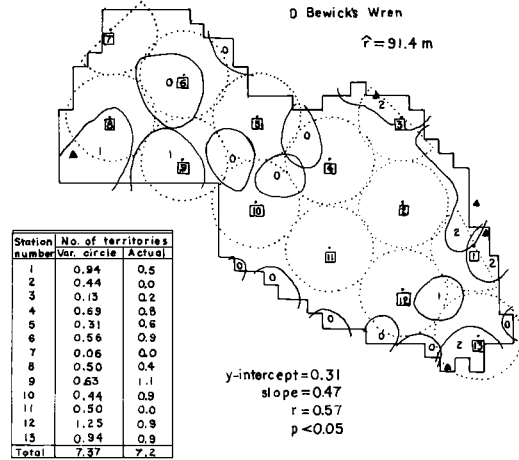 D Bewick's Wren
r̂ = 91.4 m
7
0
0
6
8
5
2
3
1
1
9
0
0
0
4
10
2
2
1
2
11
0
0
0
12
1
0
0
2
13
0
Station number No. of territories
Var. circle Actual
1 0.94 0.5
2 0.44 0.0
3 0.13 0.2
4 0.69 0.8
5 0.31 0.6
6 0.56 0.9
7 0.06 0.0
8 0.50 0.4
9 0.63 1.1
10 0.44 0.9
11 0.50 0.0
12 1.25 0.9
13 0.94 0.9
Total 7.37 7.2
y-intercept = 0.31
slope = 0.47
r = 0.57
p < 0.05